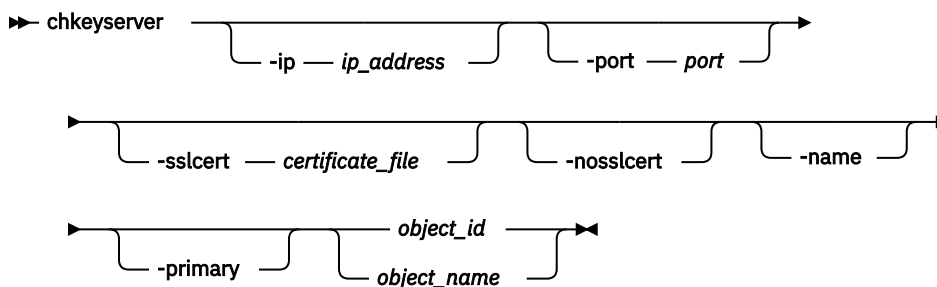 chkeyserver
-ip ip_address -port port
-sslcert certificate_file -nosslcert -name
object_id
-primary object_name